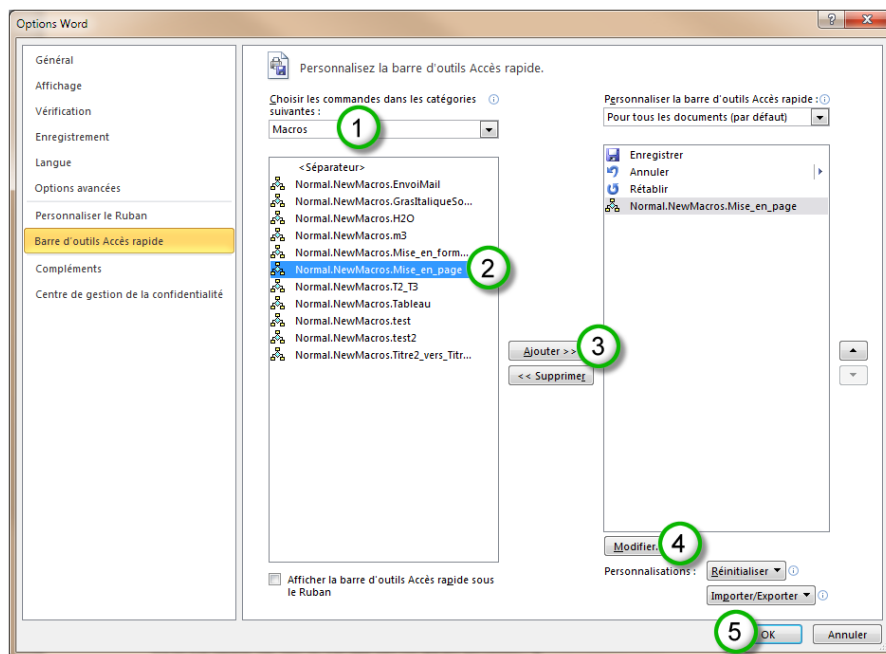 Options Word
Général
Affichage
Vérification
Enregistrement
Langue
Options avancées
Personnaliser le Ruban
Barre d'outils Accès rapide
Compléments
Centre de gestion de la confidentialité
Personnalisez la barre d'outils Accès rapide.
Choisir les commandes dans les catégories
suivantes :
Macros
1
<Séparateur>
Normal.NewMacros.EnvoiMail
Normal.NewMacros.GrasItaliqueSo...
Normal.NewMacros.H2O
Normal.NewMacros.m3
Normal.NewMacros.Mise_en_form...
Normal.NewMacros.Mise_en_page
2
Normal.NewMacros.T2_T3
Normal.NewMacros.Tableau
Normal.NewMacros.test
Normal.NewMacros.test2
Normal.NewMacros.Titre2_vers_Titr...
Afficher la barre d'outils Accès rapide sous
le Ruban
Ajouter >>
3
<< Supprimer
Personnaliser la barre d'outils Accès rapide :
Pour tous les documents (par défaut)
Enregistrer
Annuler
Rétablir
Normal.NewMacros.Mise_en_page
Modifier.
4
Personnalisations :
Réinitialiser
Importer/Exporter
5
OK
Annuler